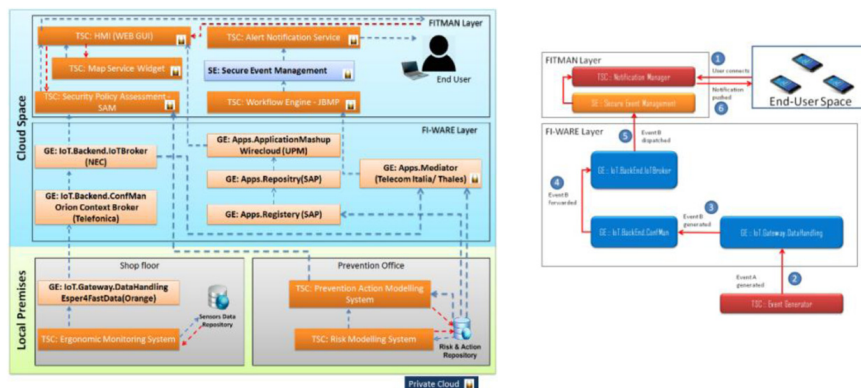 FITMAN Layer
TSC: HMI (WEB GUI)
TSC: Alert Notification Service
TSC: Map Service Widget
SE: Secure Event Management
TSC: Security Policy Assessment -
SAM
TSC: Workflow Engine - JBMP
End User
Cloud Space
FI-WARE Layer
GE: IoT.Backend.IoTBroker
(NEC)
GE: Apps.ApplicationMashup
Wirecloud (UPM)
GE: Apps.Repositry(SAP)
GE: Apps.Mediator
(Telecom Italia/ Thales)
GE: IoT.Backend.ConfMan
Orion Context Broker
(Telefonica)
GE: Apps.Registery (SAP)
Local Premises
Shop floor
Prevention Office
GE: IoT.Gateway.DataHandling
Esper4FastData(Orange)
Sensors Data
Repository
TSC: Ergonomic Monitoring System
TSC: Prevention Action Modelling
System
TSC: Risk Modelling System
Risk & Action
Repository
Private Cloud
FITMAN Layer
1
User connects
TSC :: Notification Manager
SE :: Secure Event Management
Notification
pushed
6
End-User Space
FI-WARE Layer
5
Event B
dispatched
GE :: IoT.BackEnd.IoTBroker
4
Event B
forwarded
3
Event B
generated
GE :: IoT.BackEnd.ConfMan
GE :: IoT.Gateway.DataHandling
Event A
generated
2
TSC :: Event Generator